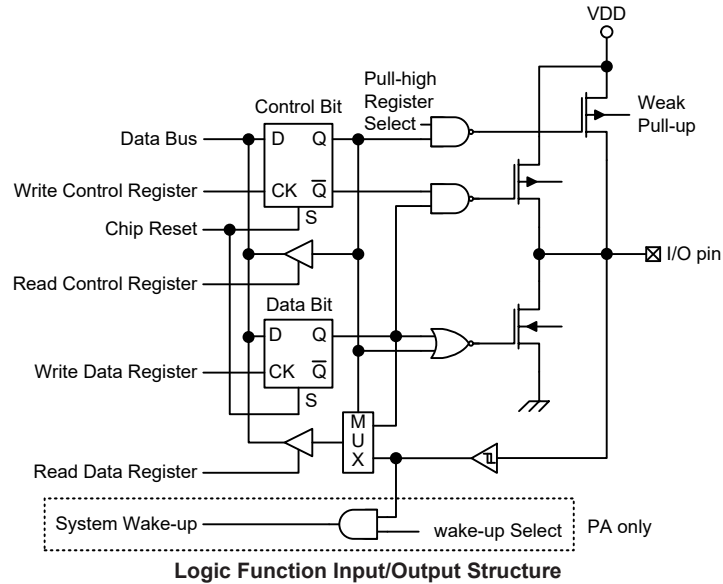 VDD
Pull-high
Register
Select
Control Bit
Weak
Pull-up
Data Bus
D
Q
Write Control Register
CK
Q̅
Chip Reset
S
I/O pin
Read Control Register
Data Bit
D
Q
Write Data Register
CK
Q̅
S
M
U
X
Read Data Register
System Wake-up
wake-up Select
PA only
Logic Function Input/Output Structure